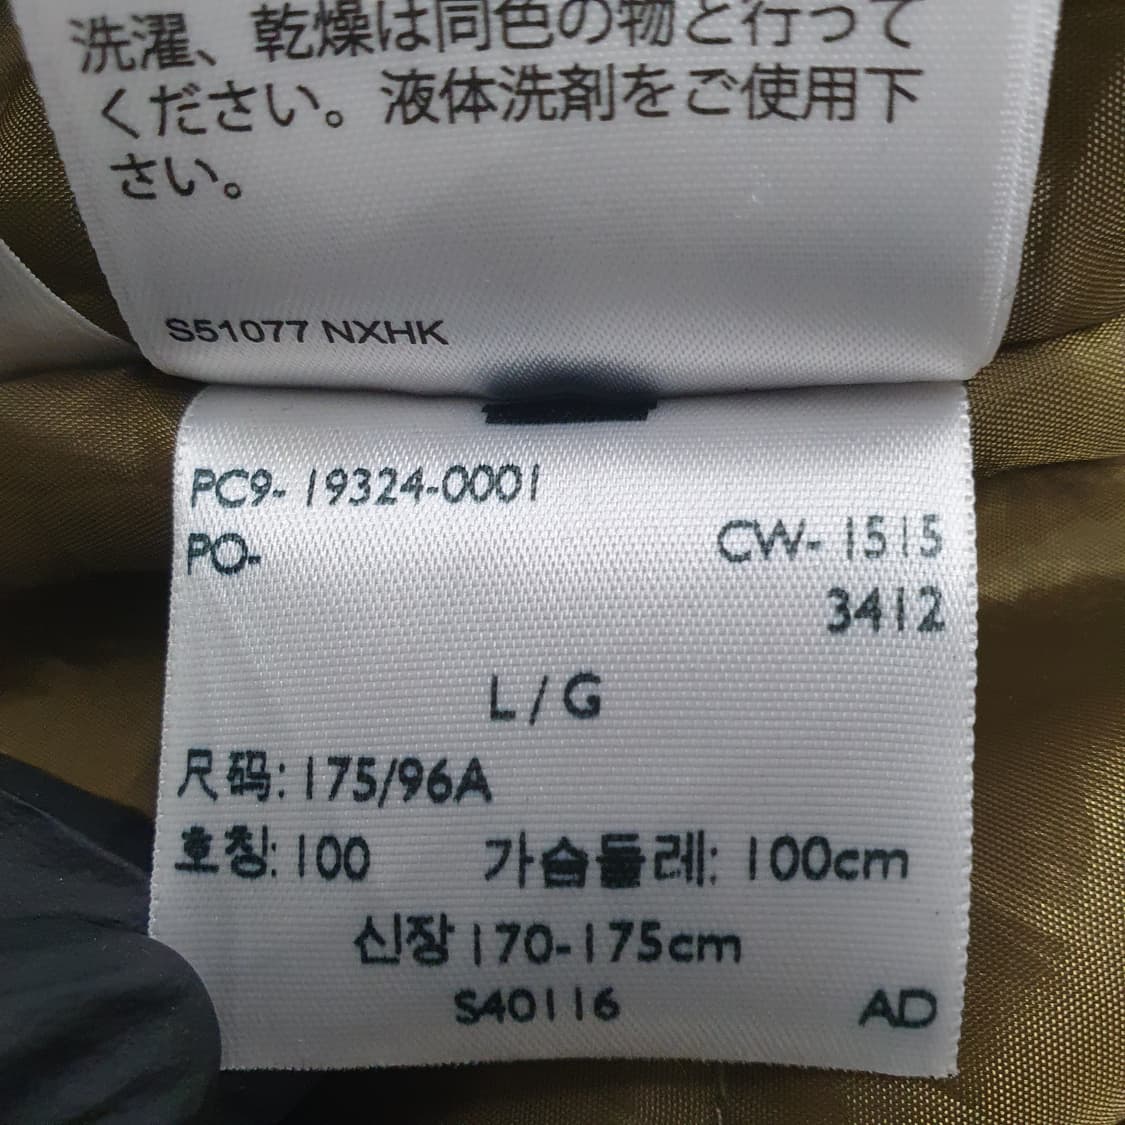 洗濯、乾燥は同色の物と行って
ください。液体洗剤をご使用下
さい。
S51077 NXHK
PC9-19324-0001
PO-
CW-1515
3412
L/G
尺码: 175/96A
호칭: 100 가슴둘레: 100cm
신장 170-175cm
S40116 AD